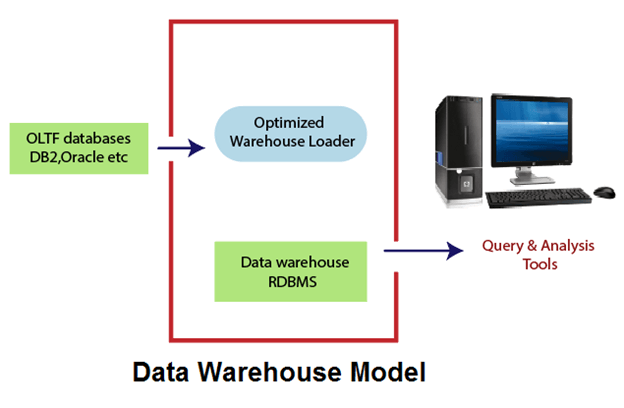 OLTF databases
DB2,Oracle etc
Optimized
Warehouse Loader
Data warehouse
RDBMS
Query & Analysis
Tools
Data Warehouse Model